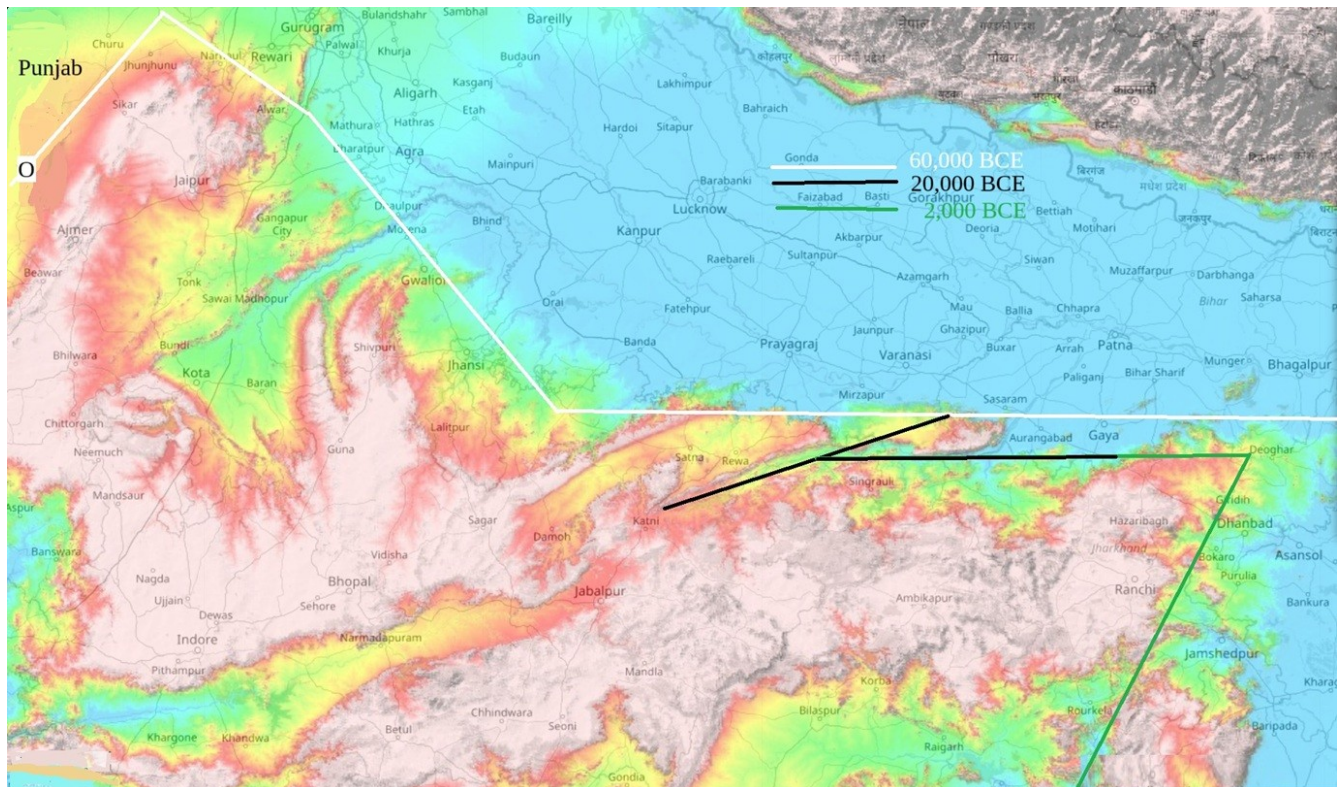 Bulandshahr
Sambhal
Bareilly
Gurugram
Churu
Palwal
Khurja
Budaun
Rewari
Punjab
Jhunjhunu
Kasganj
Lakhimpur
Aligarh
Bahraich
Sikar
Alwar
Etah
Mathura
Hathras
Hardoi
Sitapur
Bharatpur
Agra
Mainpuri
Gonda
60,000 BCE
O
Jaipur
Barabanki
20,000 BCE
Faizabad
Basti
Gorakhpur
Dhaulpur
Lucknow
2,000 BCE
Bettiah
Gangapur
City
Bhind
Morena
Kanpur
Deoria
Motihari
Ajmer
Akbarpur
Raebareli
Sultanpur
Siwan
Beawar
Azamgarh
Muzaffarpur
Darbhanga
Tonk
Gwalior
Sawai Madhopur
Orai
Fatehpur
Mau
Ballia
Chhapra
Bihar
Saharsa
Jaunpur
Ghazipur
Bundi
Shivpuri
Banda
Prayagraj
Varanasi
Buxar
Arrah
Patna
Bhilwara
Jhansi
Munger
Bhagalpur
Kota
Baran
Paliganj
Bihar Sharif
Mirzapur
Sasaram
Chittorgarh
Lalitpur
Aurangabad
Gaya
Neemuch
Guna
Satna
Rewa
Deoghar
Singrauli
Mandsaur
Giridih
Aspur
Sagar
Katni
Hazaribagh
Dhanbad
Damoh
Jharkhand
Banswara
Vidisha
Bokaro
Asansol
Nagda
Bhopal
Purulia
Ujjain
Sehore
Jabalpur
Ambikapur
Ranchi
Bankura
Dewas
Indore
Narmadapuram
Jamshedpur
Pithampur
Mandla
Korba
Kharag
Chhindwara
Bilaspur
Rourkela
Khargone
Khandwa
Betul
Seoni
Baripada
Raigarh
Gondia